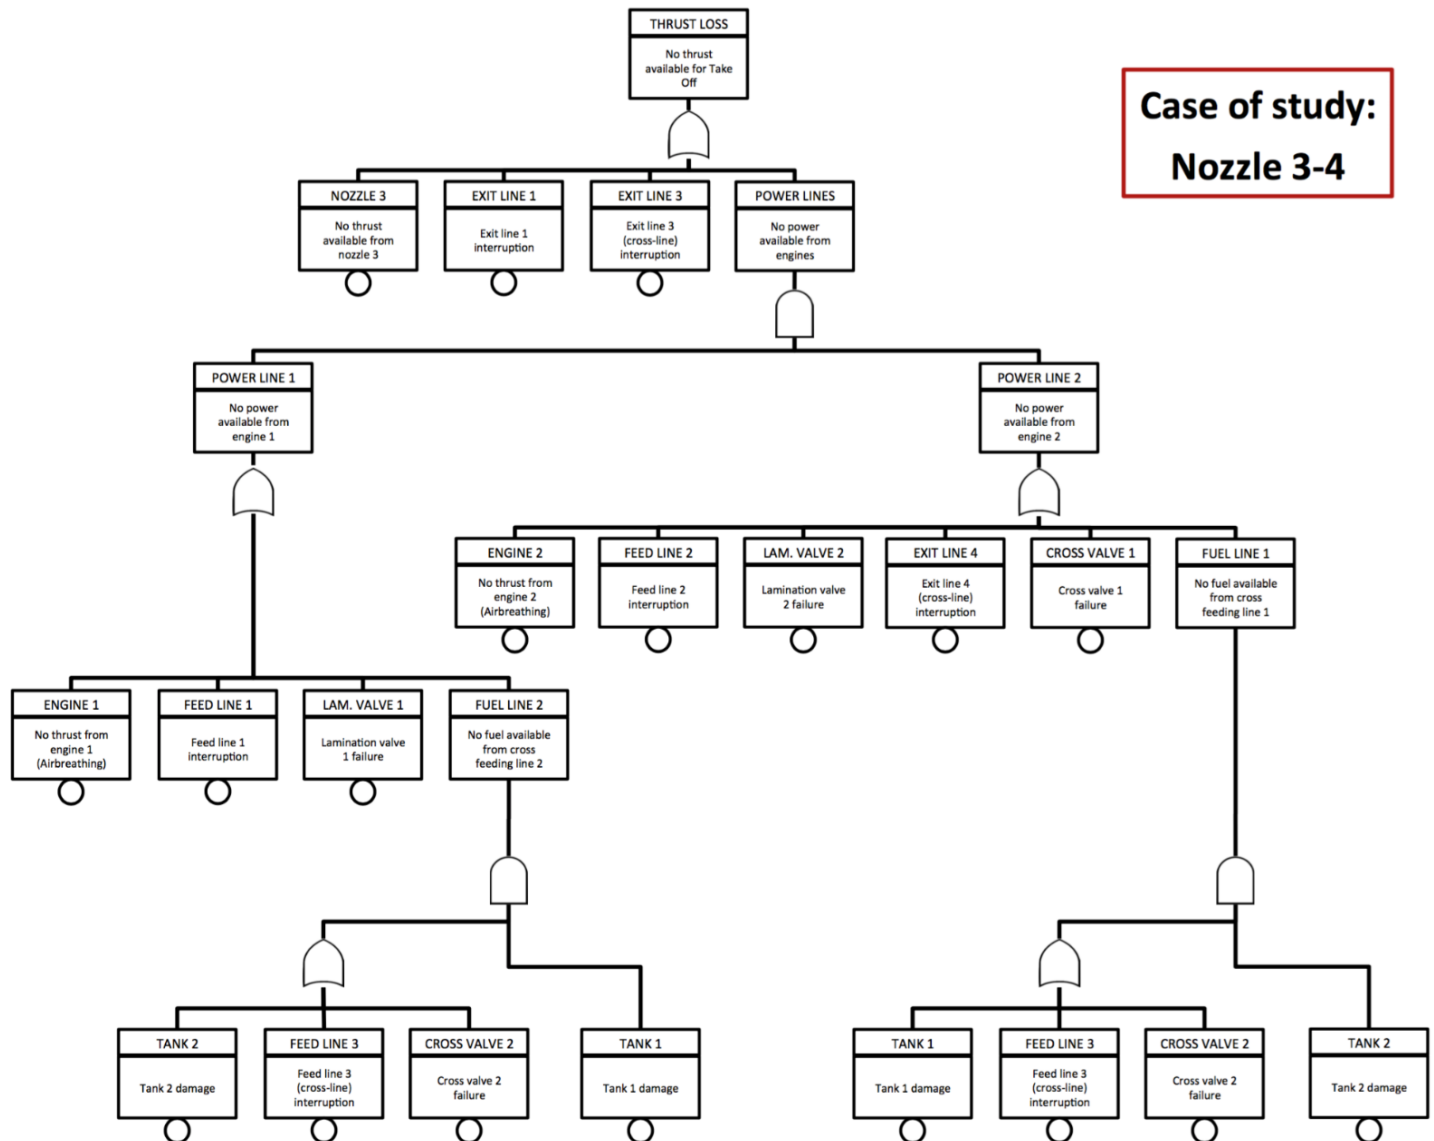 THRUST LOSS
No thrust
available for Take
Off
Case of study:
Nozzle 3-4
NOZZLE 3
No thrust
available from
nozzle 3
EXIT LINE 1
Exit line 1
interruption
EXIT LINE 3
Exit line 3
(cross-line)
interruption
POWER LINES
No power
available from
engines
POWER LINE 1
No power
available from
engine 1
POWER LINE 2
No power
available from
engine 2
ENGINE 2
No thrust from
engine 2
(Airbreathing)
FEED LINE 2
Feed line 2
interruption
LAM. VALVE 2
Lamination valve
2 failure
EXIT LINE 4
Exit line 4
(cross-line)
interruption
CROSS VALVE 1
Cross valve 1
failure
FUEL LINE 1
No fuel available
from cross
feeding line 1
ENGINE 1
No thrust from
engine 1
(Airbreathing)
FEED LINE 1
Feed line 1
interruption
LAM. VALVE 1
Lamination valve
1 failure
FUEL LINE 2
No fuel available
from cross
feeding line 2
TANK 2
Tank 2 damage
FEED LINE 3
Feed line 3
(cross-line)
interruption
CROSS VALVE 2
Cross valve 2
failure
TANK 1
Tank 1 damage
TANK 1
Tank 1 damage
FEED LINE 3
Feed line 3
(cross-line)
interruption
CROSS VALVE 2
Cross valve 2
failure
TANK 2
Tank 2 damage